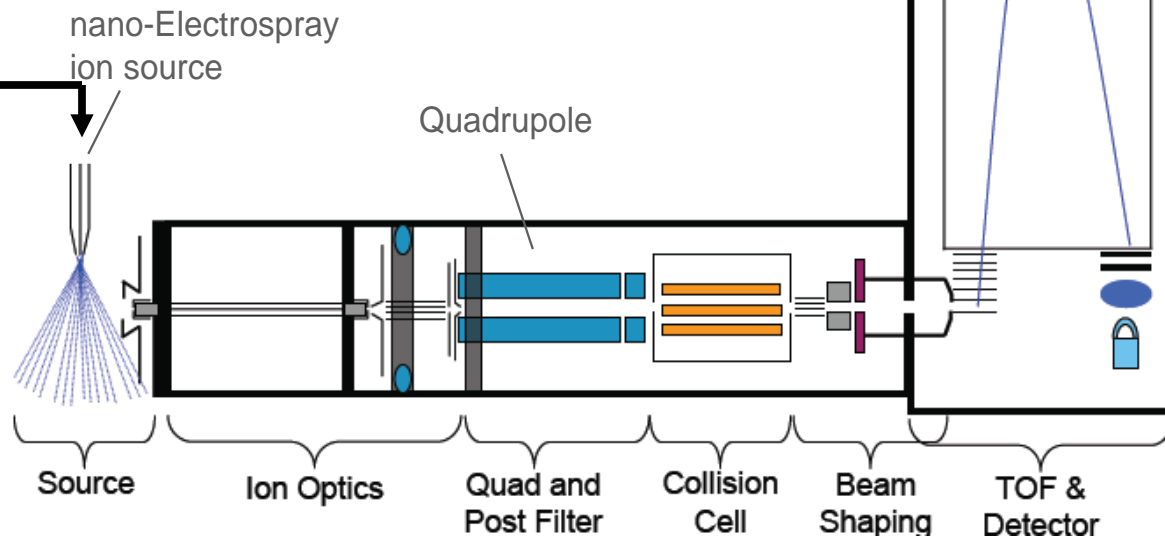 nano-Electrospray
ion source
Quadrupole
Source
Ion Optics
Quad and
Post Filter
Collision
Cell
Beam
Shaping
TOF &
Detector